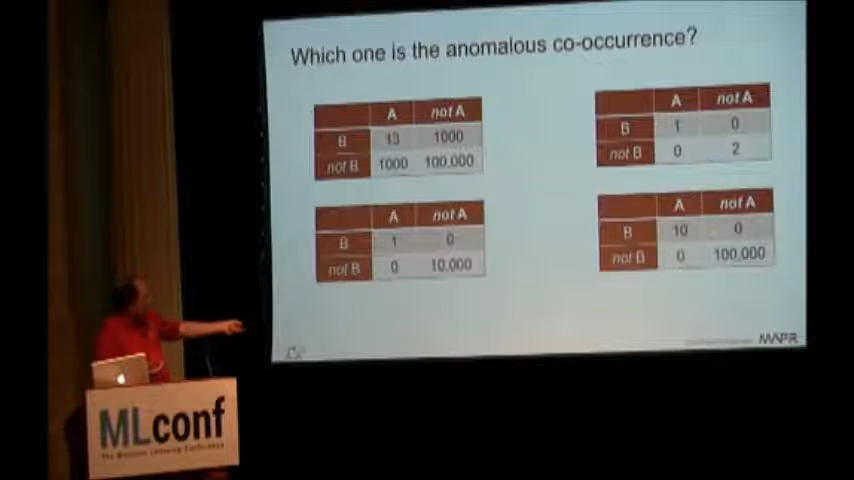 Which one is the anomalous co-occurrence?
A not A
B 13 1000
not B 1000 100,000
A not A
B 1 0
not B 0 2
A not A
B 1 0
not B 0 10,000
A not A
B 10 0
not B 0 100,000
MAPR
MLconf
The Machine Learning Conference